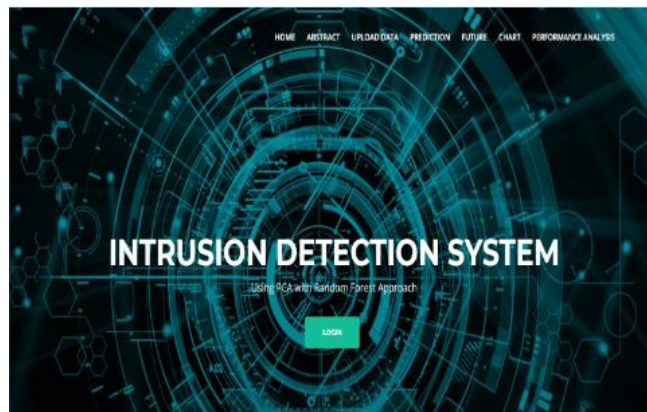 HOME ABSTRACT UPLOAD DATA PREDICTION FUTURE CHART PERFORMANCE ANALYSIS
INTRUSION DETECTION SYSTEM
Using PCA with Random Forest Approach
LOGIN